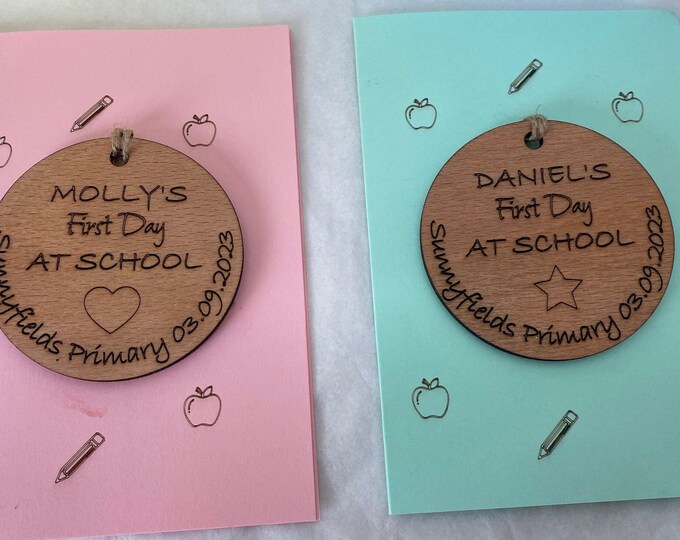 MOLLY'S
First Day
AT SCHOOL
Sunnyfields Primary 03.09.2023
DANIEL'S
First Day
AT SCHOOL
Sunnyfields Primary 03.09.2023